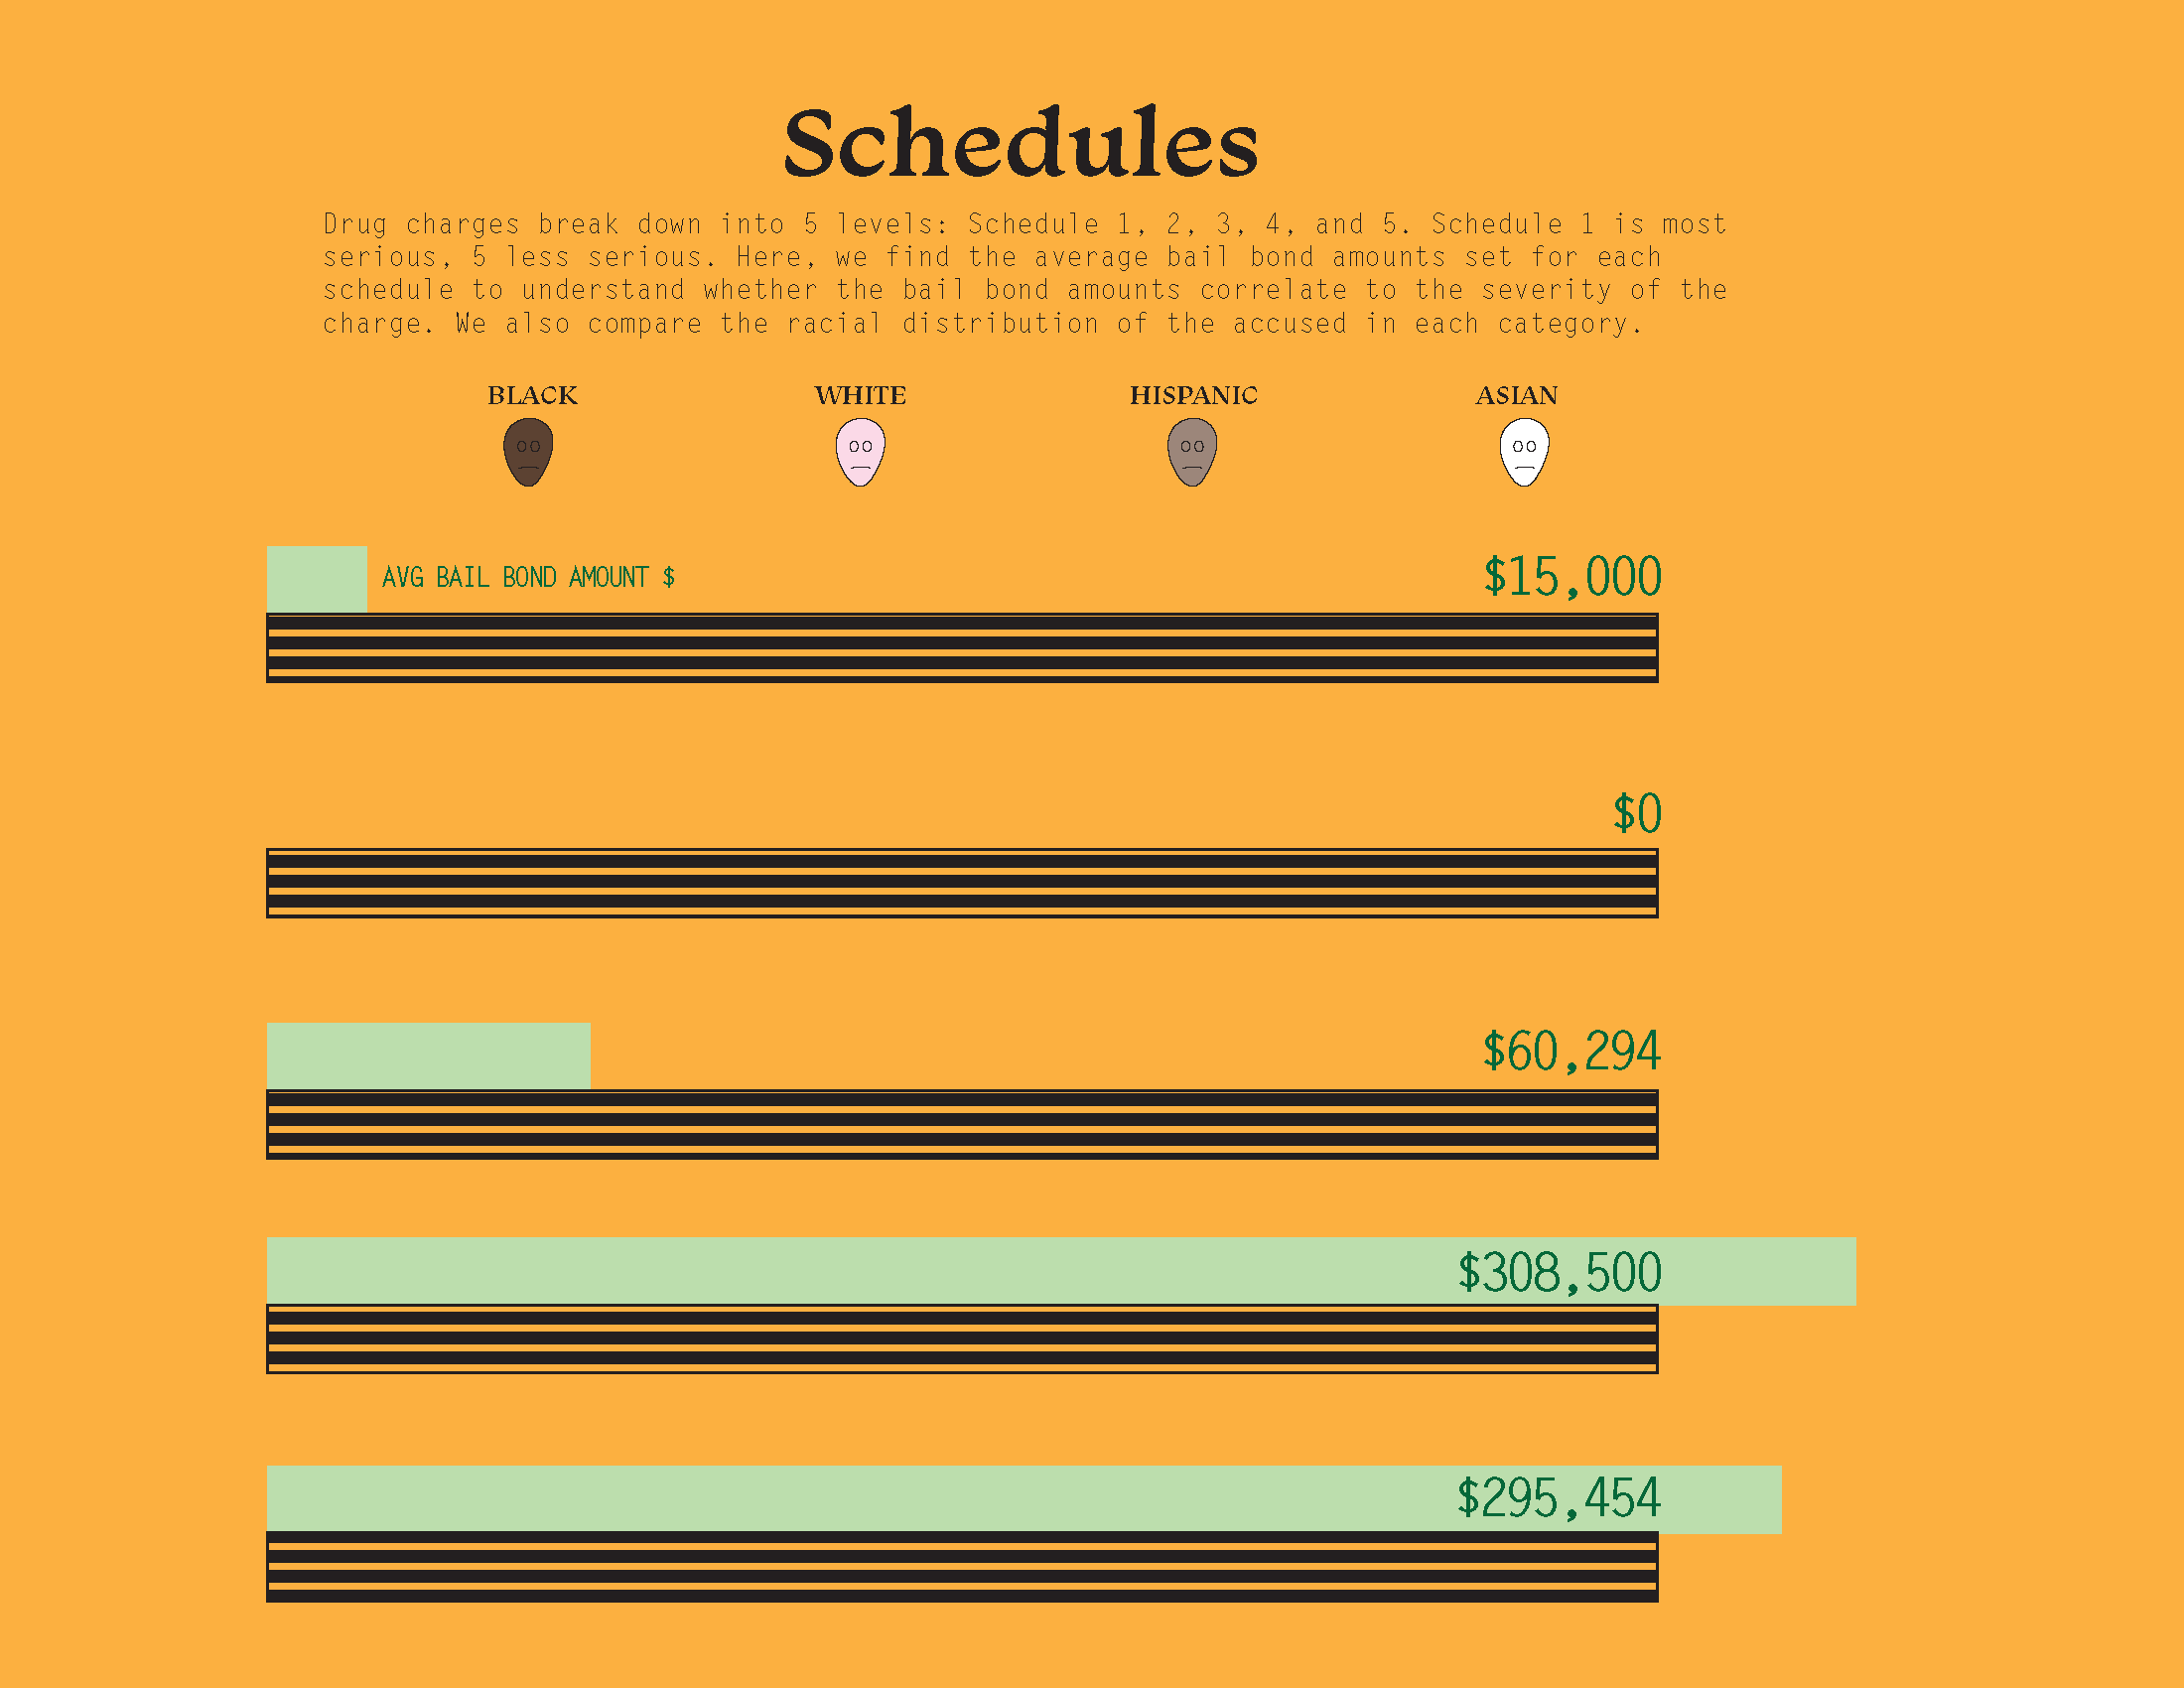 Schedules
Drug charges break down into 5 levels: Schedule 1, 2, 3, 4, and 5. Schedule 1 is most
serious, 5 less serious. Here, we find the average bail bond amounts set for each
schedule to understand whether the bail bond amounts correlate to the severity of the
charge. We also compare the racial distribution of the accused in each category.
BLACK WHITE HISPANIC ASIAN
AVG BAIL BOND AMOUNT $ $15,000
$0
$60,294
$308,500
$295,454